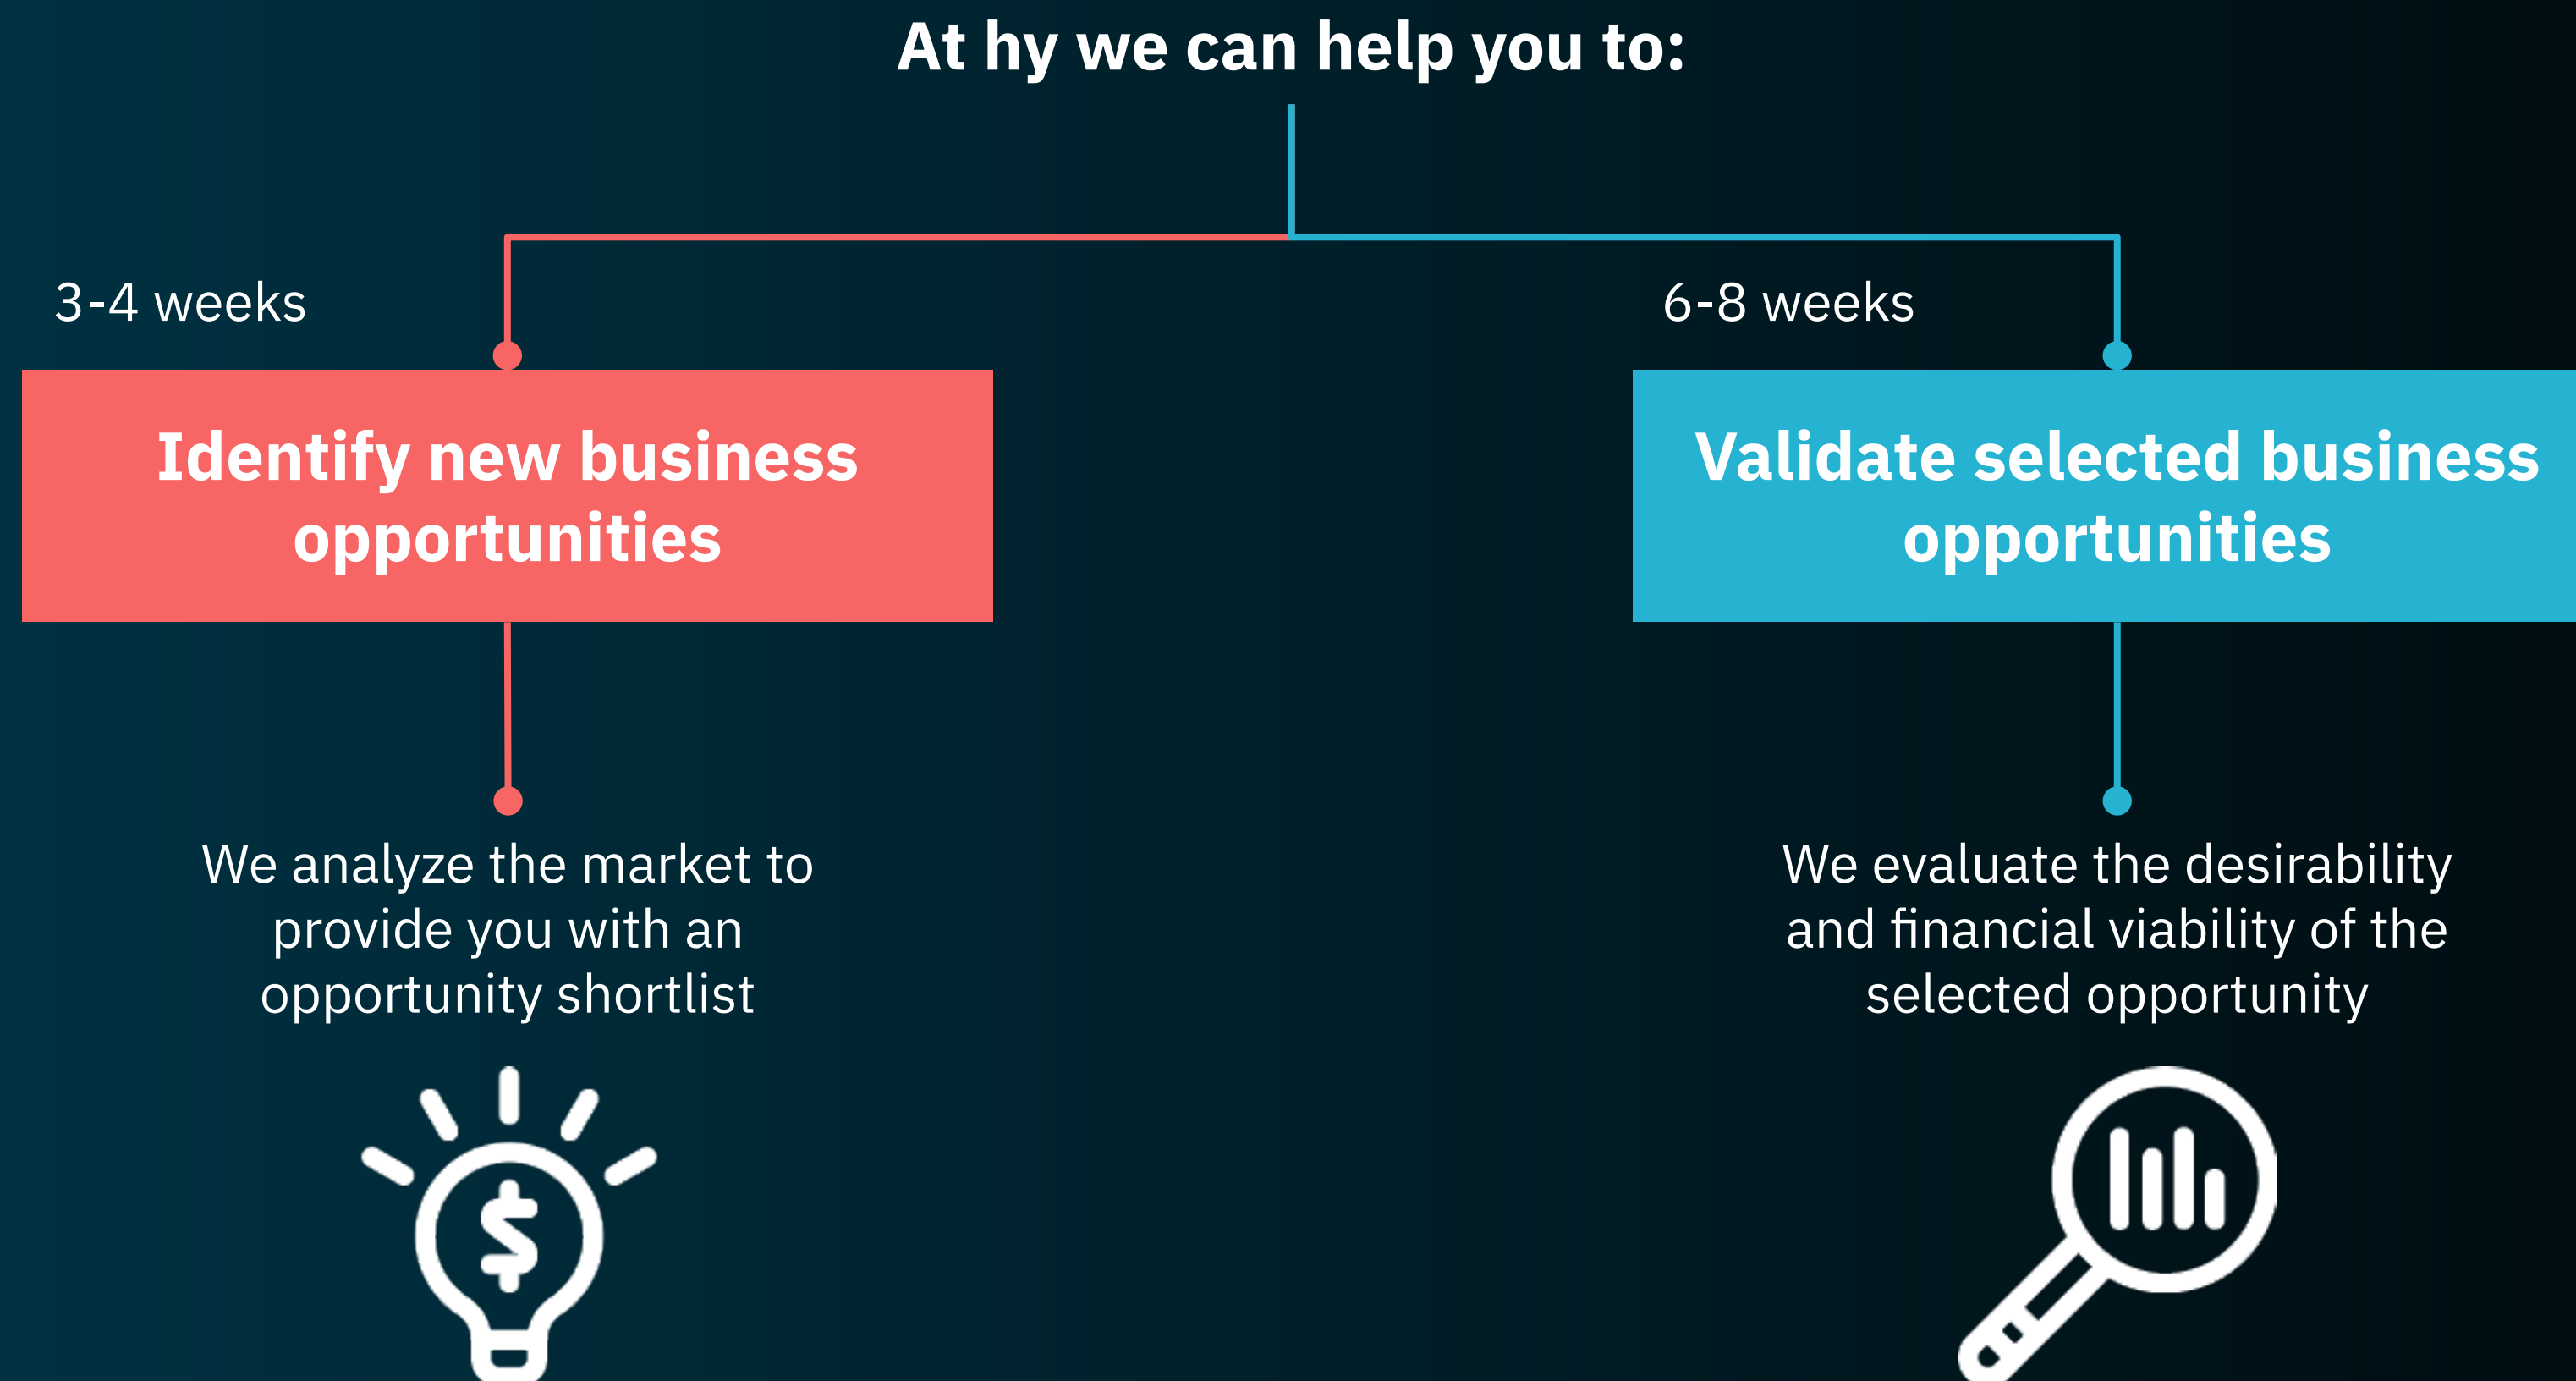 At hy we can help you to:
3-4 weeks
Identify new business
opportunities
We analyze the market to
provide you with an
opportunity shortlist
$
6-8 weeks
Validate selected business
opportunities
We evaluate the desirability
and financial viability of the
selected opportunity